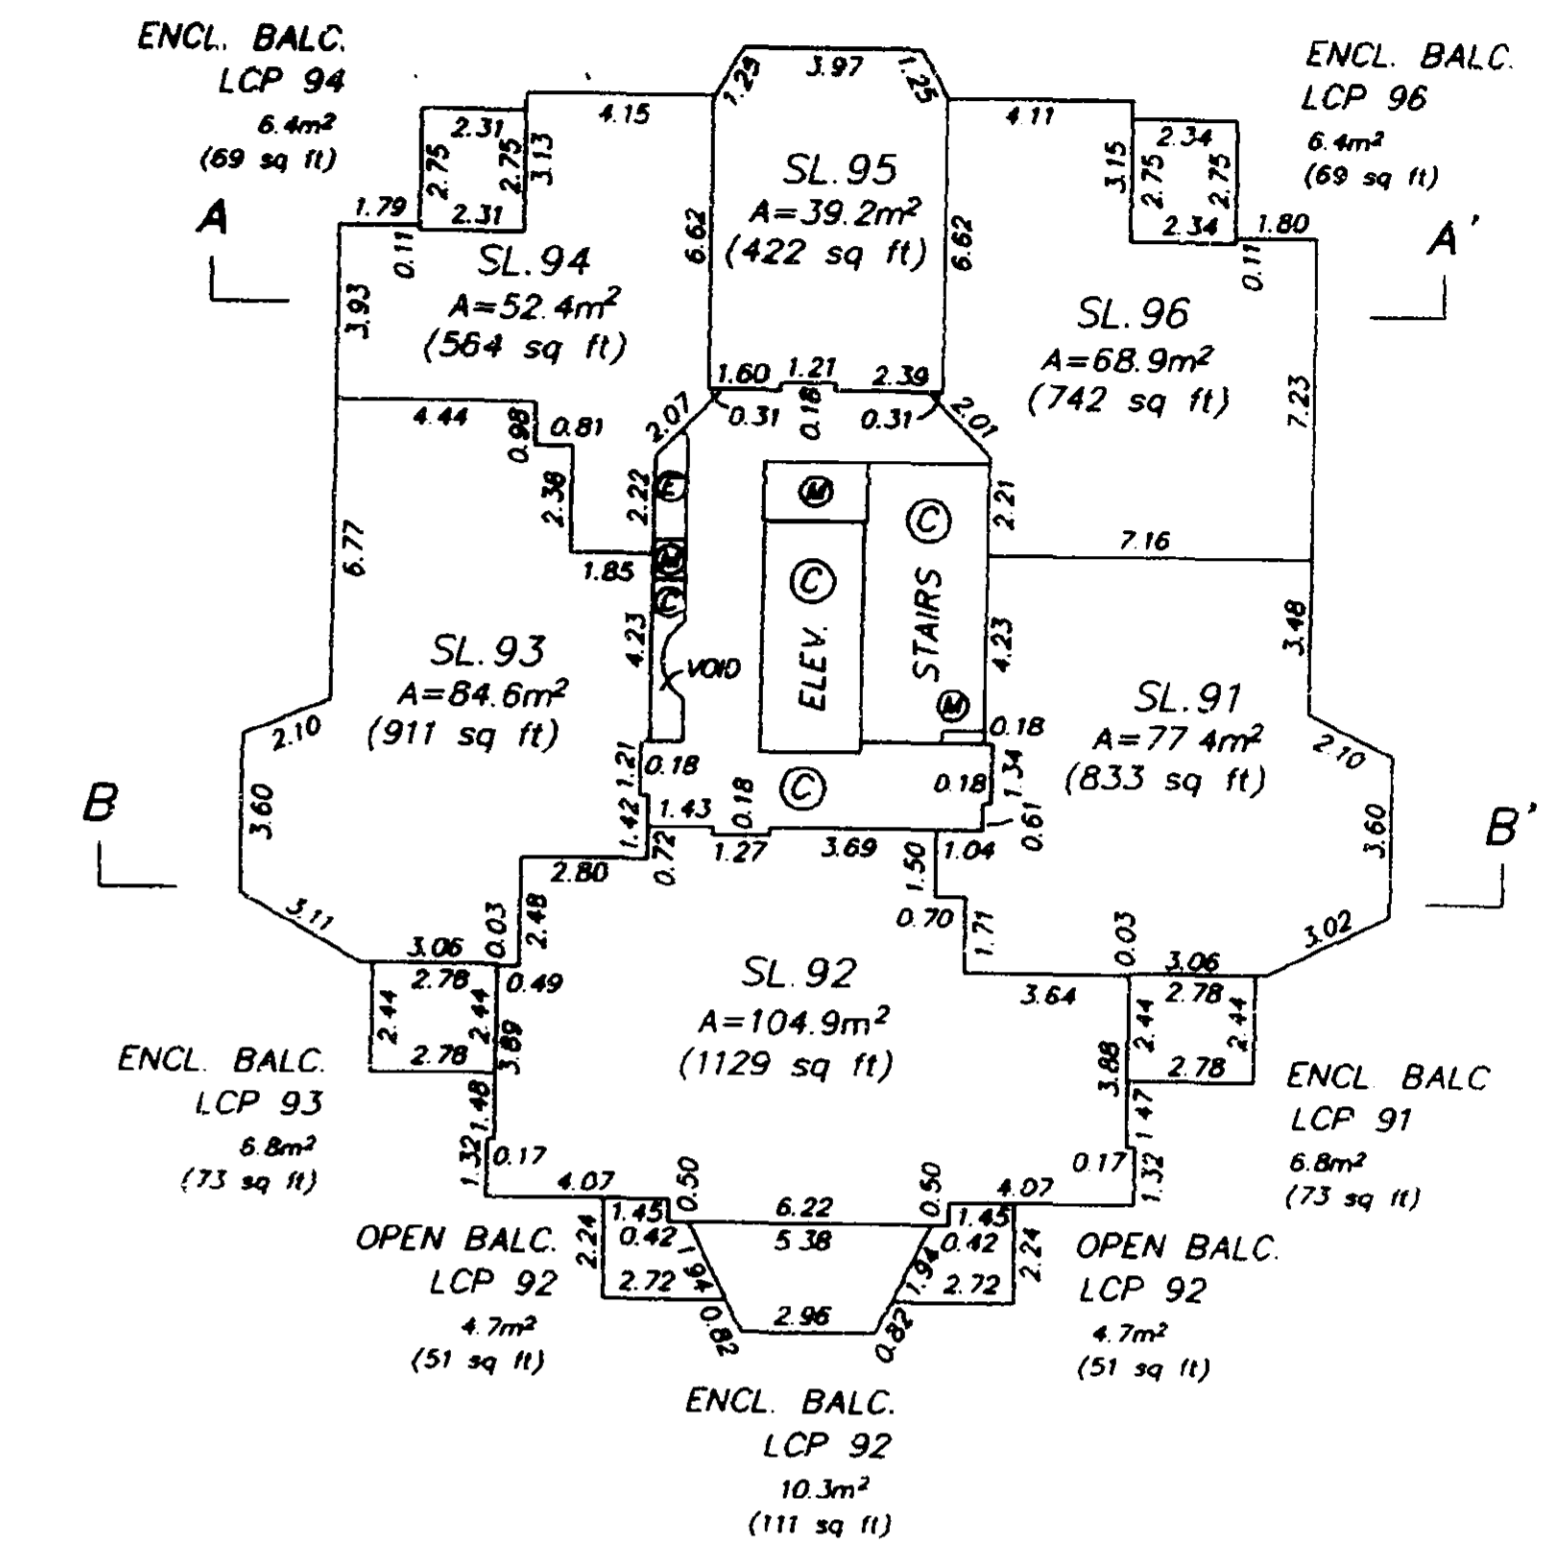 ENCL. BALC.
LCP 94
6.4m²
(69 sq ft)
ENCL. BALC.
LCP 96
6.4m²
(69 sq ft)
1.25
3.97
1.25
4.15
4.11
2.31
2.75
2.75
3.13
2.31
3.15
2.34
2.75
2.75
2.34
1.79
1.80
A
A'
0.11
0.11
SL.95
A=39.2m²
(422 sq ft)
6.62
6.62
SL.94
A=52.4m²
(564 sq ft)
3.93
SL.96
A=68.9m²
(742 sq ft)
7.23
1.60
1.21
2.39
0.31
0.18
0.31
2.07
2.01
4.44
0.98
0.81
2.38
2.22
E
M
C
2.21
1.85
7.16
6.77
C
ELEV.
STAIRS
4.23
4.23
3.48
VOID
M
SL.93
A=84.6m²
(911 sq ft)
SL.91
A=77.4m²
(833 sq ft)
2.10
2.10
1.21
0.18
0.18
0.18
1.34
0.18
C
B
B'
3.60
3.60
1.42
1.43
0.61
0.72
1.27
3.69
1.50
1.04
2.80
3.11
0.03
2.48
0.70
1.71
0.03
3.02
3.06
3.06
2.78
0.49
3.64
2.78
SL.92
A=104.9m²
(1129 sq ft)
2.44
2.44
3.89
2.78
3.88
2.44
2.44
2.78
ENCL. BALC.
LCP 93
6.8m²
(73 sq ft)
ENCL BALC
LCP 91
6.8m²
(73 sq ft)
1.48
1.32
0.17
1.47
0.17
1.32
4.07
0.50
6.22
0.50
4.07
1.45
0.42
5.38
1.45
0.42
2.24
1.94
1.94
2.24
2.72
2.72
0.82
2.96
0.82
OPEN BALC.
LCP 92
4.7m²
(51 sq ft)
OPEN BALC.
LCP 92
4.7m²
(51 sq ft)
ENCL. BALC.
LCP 92
10.3m²
(111 sq ft)